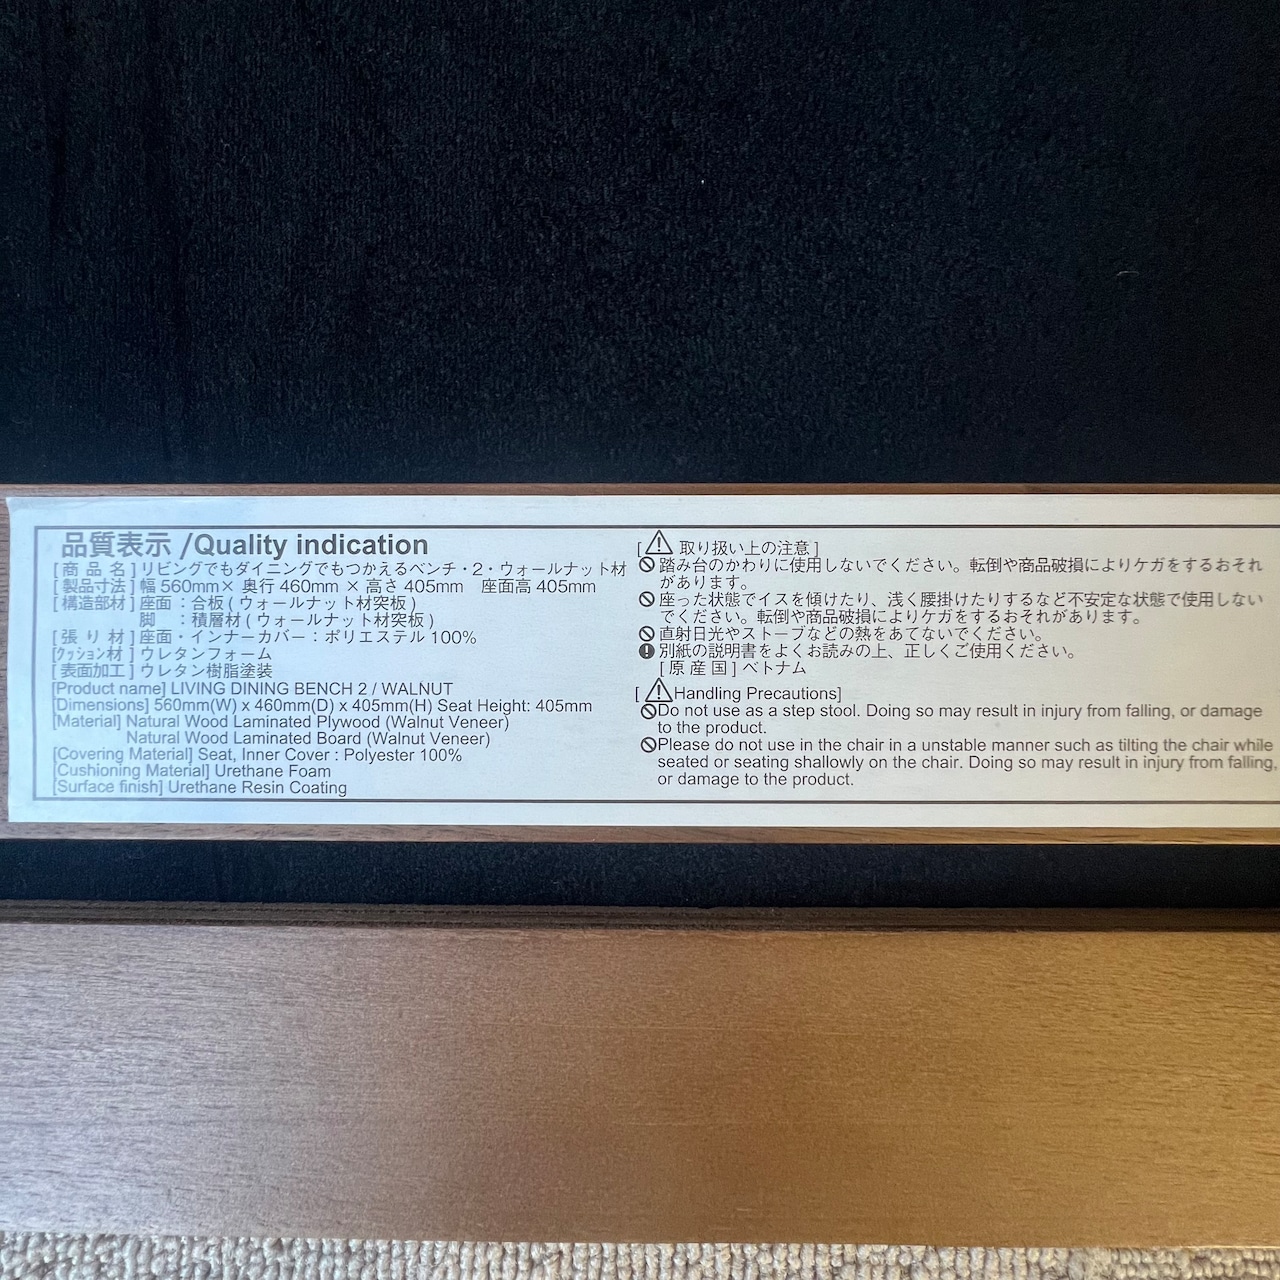 品質表示 /Quality indication
[商 品 名] リビングでもダイニングでもつかえるベンチ・2・ウォールナット材
[製品寸法] 幅 560mm× 奥行 460mm × 高さ 405mm　座面高 405mm
[構造部材] 座面 : 合板 ( ウォールナット材突板 )
脚　 : 積層材 ( ウォールナット材突板 )
[張 り 材] 座面・インナーカバー : ポリエステル 100%
[ｸｯｼｮﾝ材] ウレタンフォーム
[表面加工] ウレタン樹脂塗装
[Product name] LIVING DINING BENCH 2 / WALNUT
[Dimensions] 560mm(W) x 460mm(D) x 405mm(H) Seat Height: 405mm
[Material] Natural Wood Laminated Plywood (Walnut Veneer)
Natural Wood Laminated Board (Walnut Veneer)
[Covering Material] Seat, Inner Cover : Polyester 100%
[Cushioning Material] Urethane Foam
[Surface finish] Urethane Resin Coating
[⚠ 取り扱い上の注意]
踏み台のかわりに使用しないでください。転倒や商品破損によりケガをするおそれ
があります。
座った状態でイスを傾けたり、浅く腰掛けたりするなど不安定な状態で使用しない
でください。転倒や商品破損によりケガをするおそれがあります。
直射日光やストーブなどの熱をあてないでください。
別紙の説明書をよくお読みの上、正しくご使用ください。
[原 産 国] ベトナム
[⚠Handling Precautions]
Do not use as a step stool. Doing so may result in injury from falling, or damage
to the product.
Please do not use in the chair in a unstable manner such as tilting the chair while
seated or seating shallowly on the chair. Doing so may result in injury from falling,
or damage to the product.